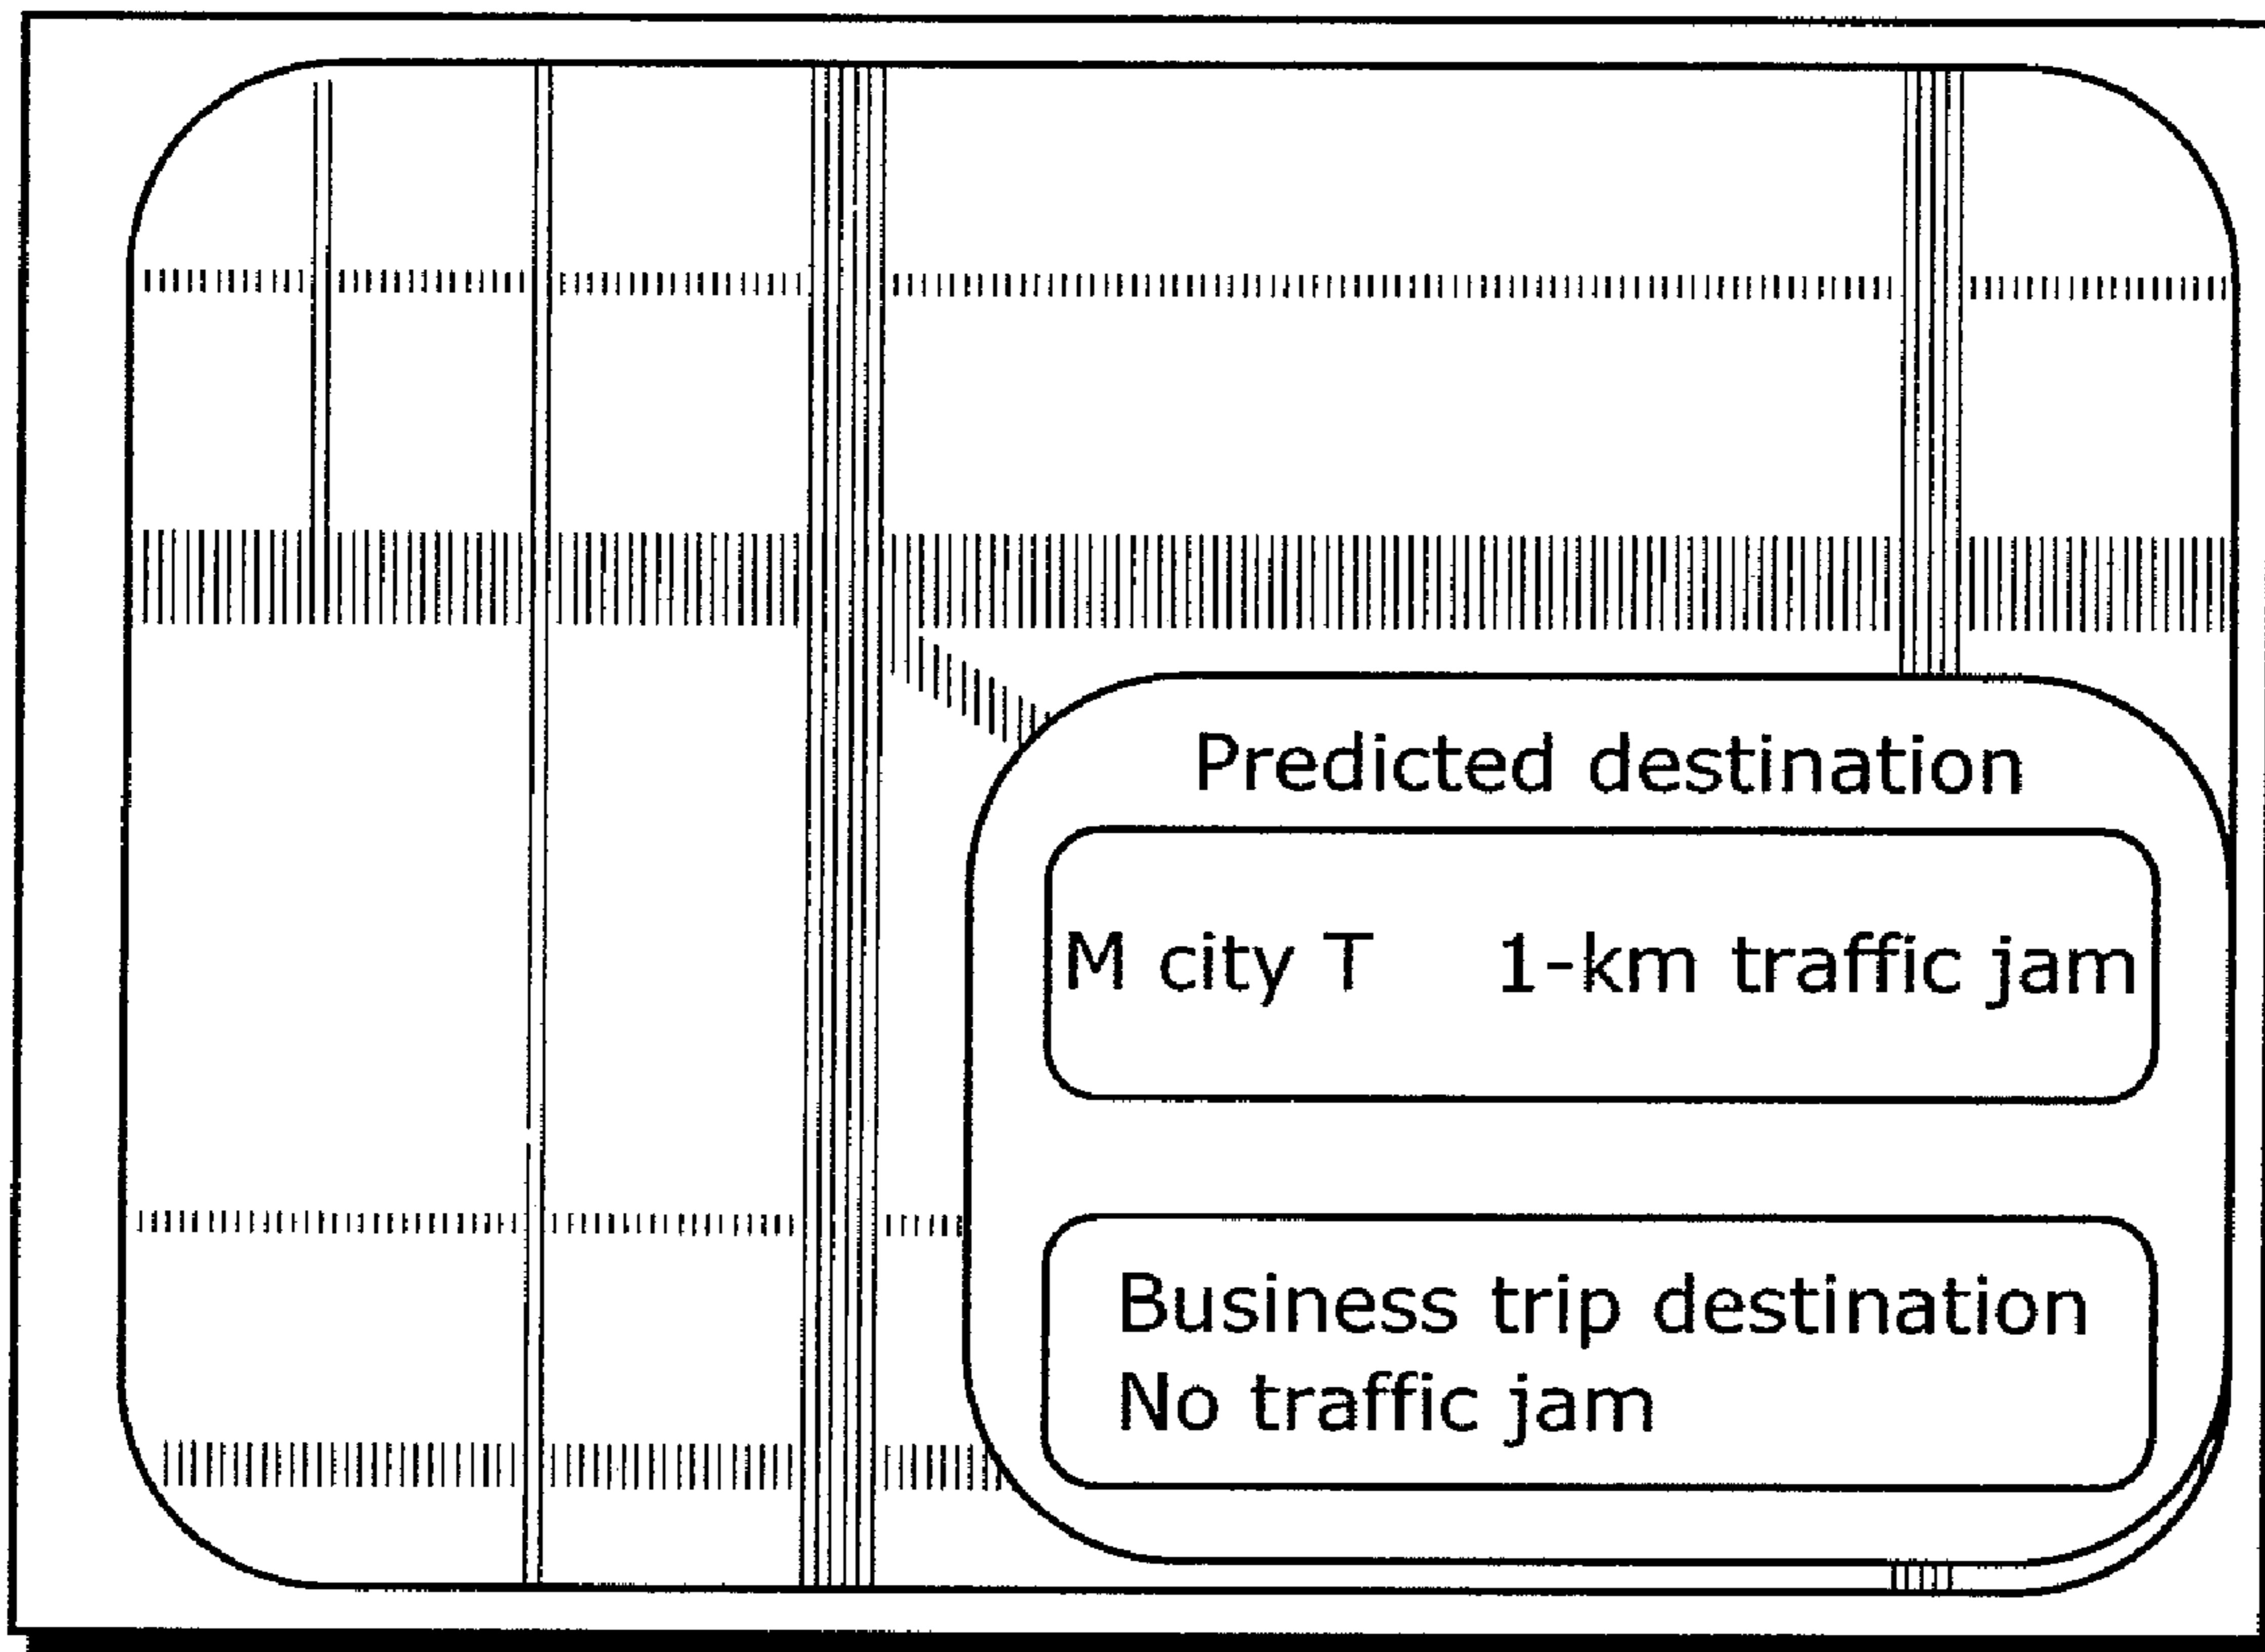 Predicted destination
M city T 1-km traffic jam
Business trip destination
No traffic jam